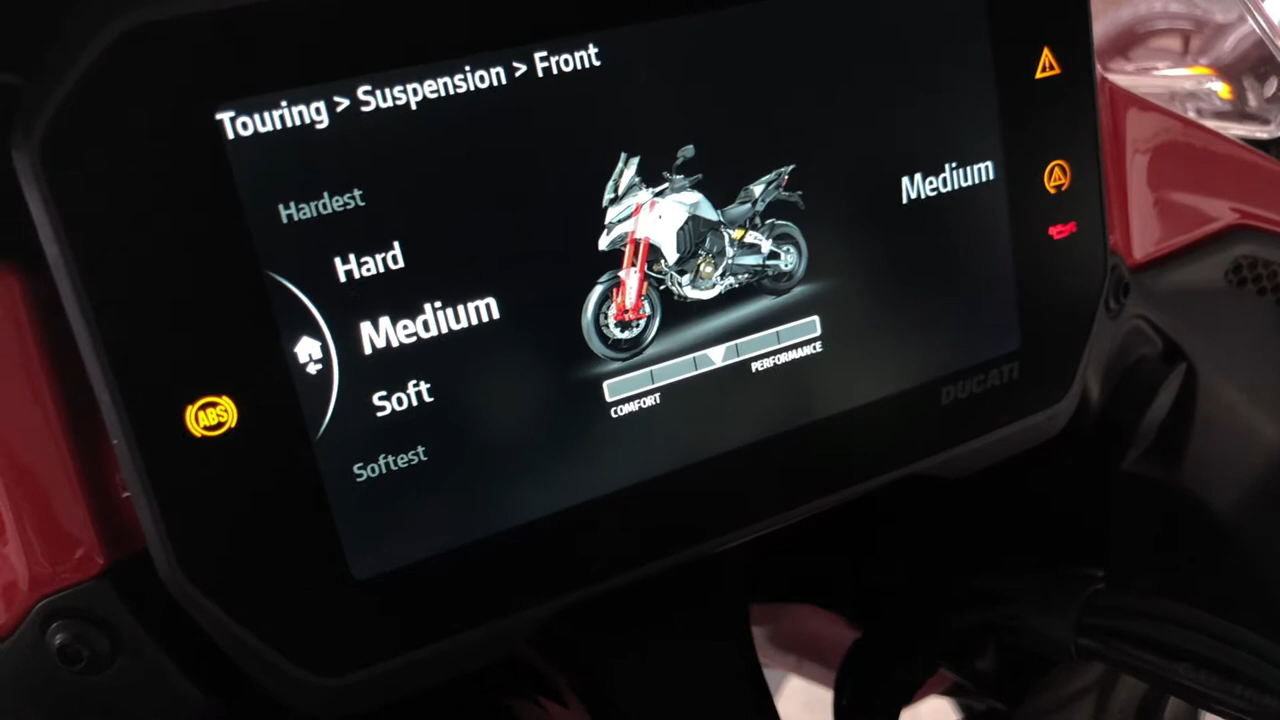 Touring > Suspension > Front
Hardest
Hard
Medium
Soft
Softest
Medium
COMFORT
PERFORMANCE
ABS
DUCATI